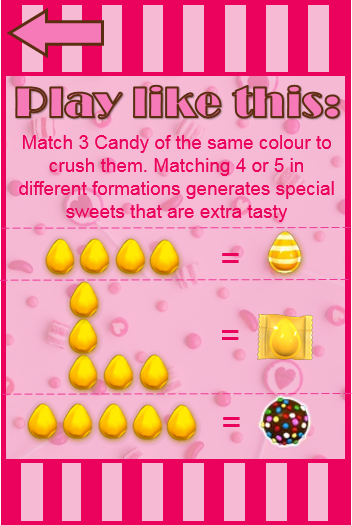 Play like this:
Match 3 Candy of the same colour to
crush them. Matching 4 or 5 in
different formations generates special
sweets that are extra tasty
=
=
=